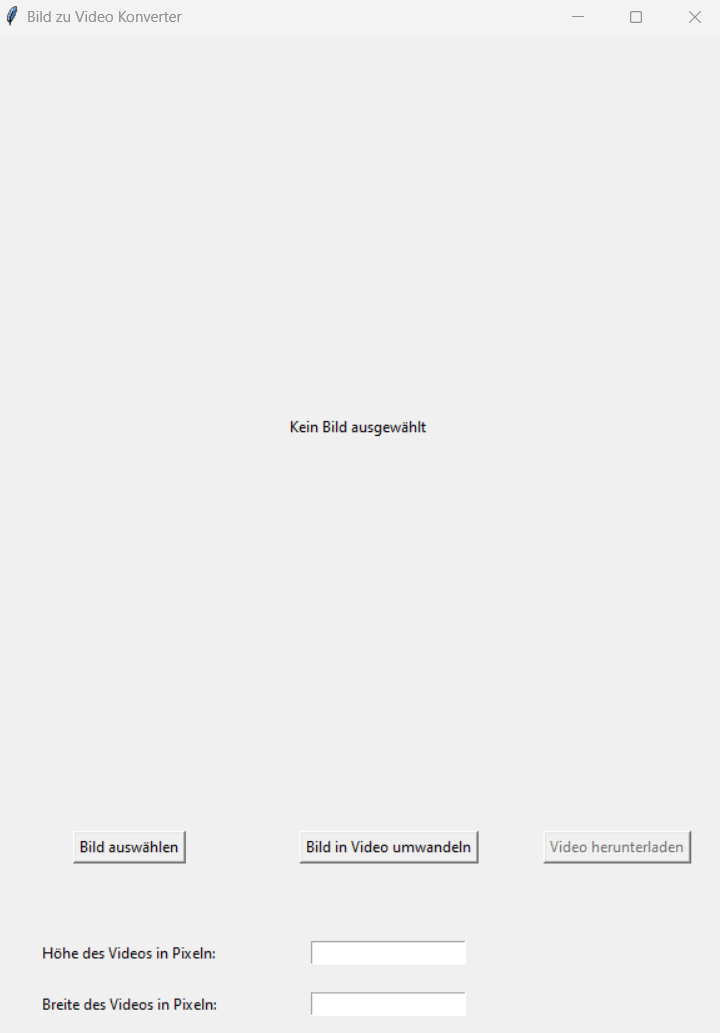 Bild zu Video Konverter
Kein Bild ausgewählt
Bild auswählen
Bild in Video umwandeln
Video herunterladen
Höhe des Videos in Pixeln:
Breite des Videos in Pixeln: